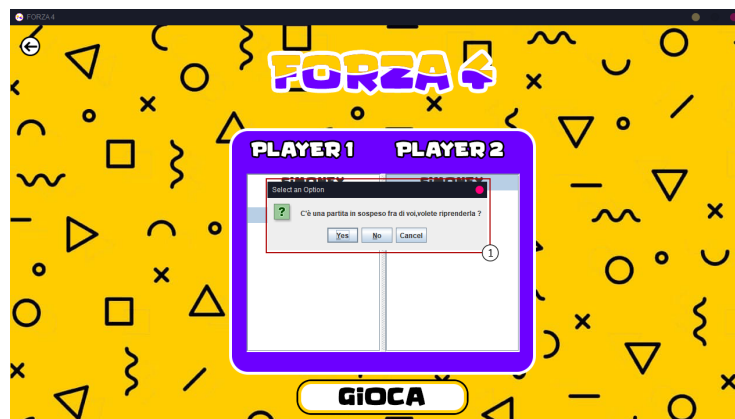 FORZA 4
FORZA 4
PLAYER 1 PLAYER 2
Select an Option
? C'è una partita in sospeso fra di voi,volete riprenderla ?
Yes No Cancel
1
GiOCA